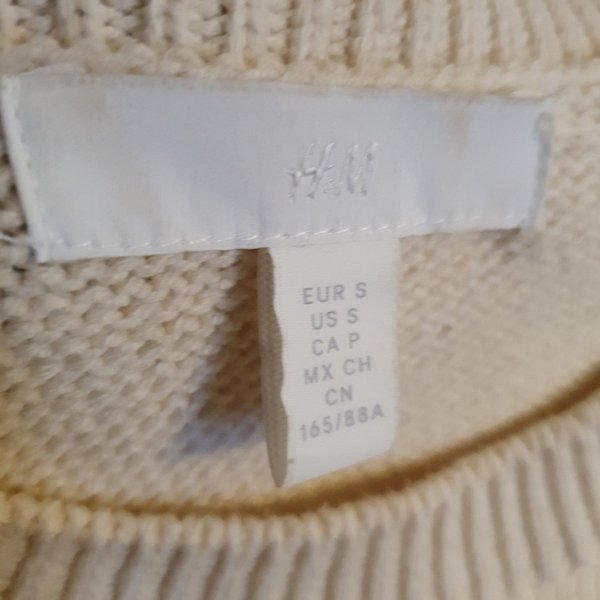 H&M
EUR S
US S
CA P
MX CH
CN
165/88A